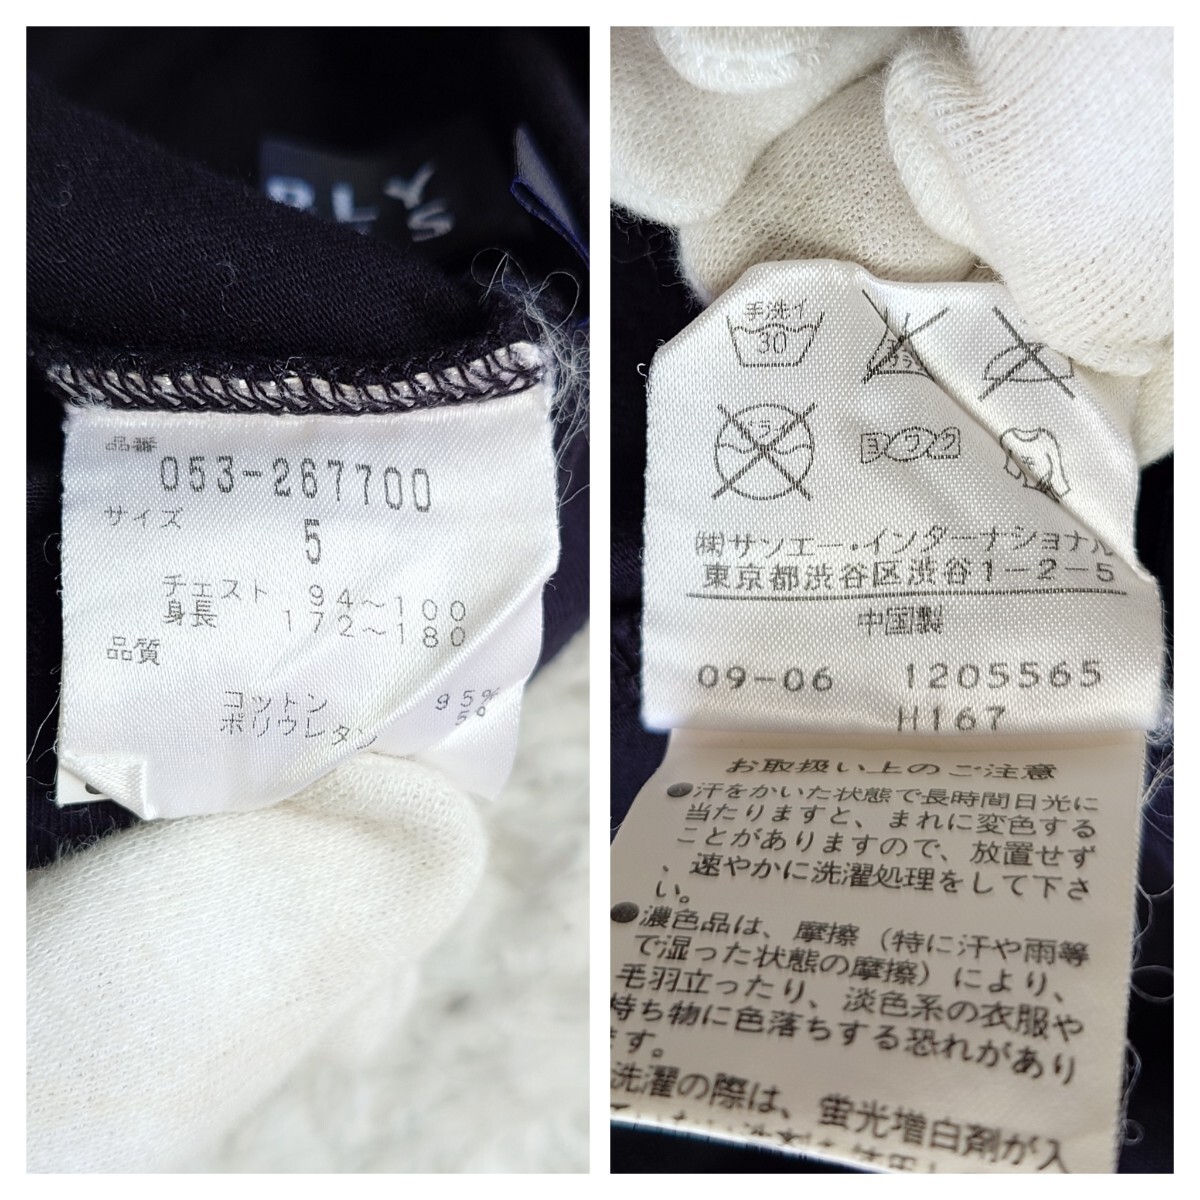 品番
053-267700
サイズ
5
チェスト 94～100
身長 172～180
品質
コットン 95%
ポリウレタン
手洗イ
30
ヨワク
(株)サンエー・インターナショナル
東京都渋谷区渋谷1-2-5
中国製
09-06 1205565
H167
お取扱い上のご注意
●汗をかいた状態で長時間日光に
当たりますと、まれに変色する
ことがありますので、放置せず
、速やかに洗濯処理をして下さ
い。
●濃色品は、摩擦（特に汗や雨等
で湿った状態の摩擦）により、
毛羽立ったり、淡色系の衣服や
持ち物に色落ちする恐れがあり
ます。
洗濯の際は、蛍光増白剤が入